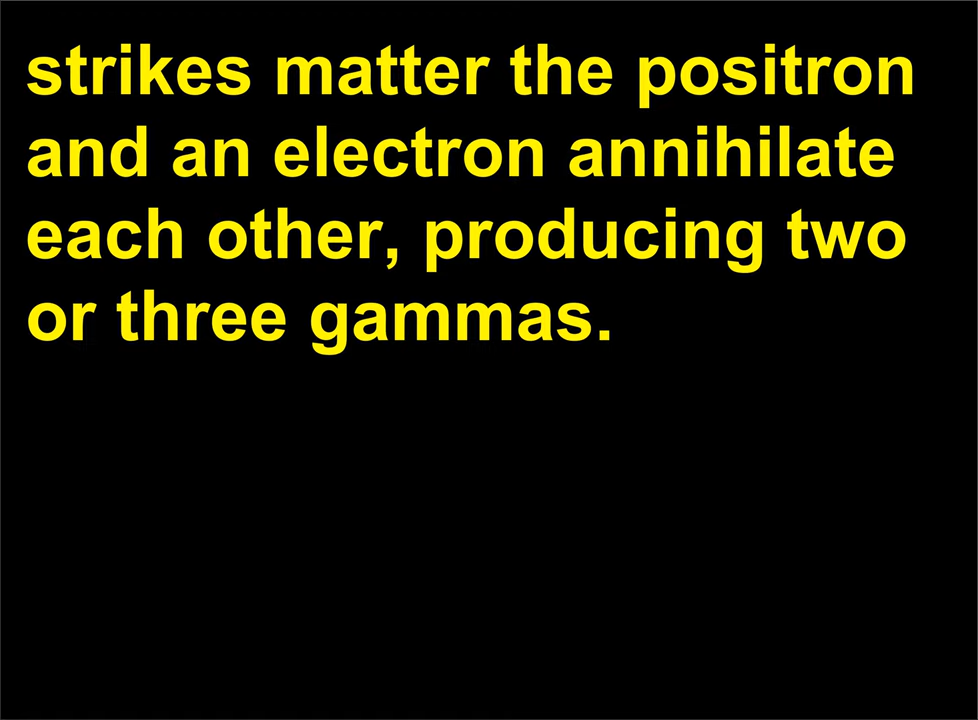 strikes matter the positron
and an electron annihilate
each other, producing two
or three gammas.